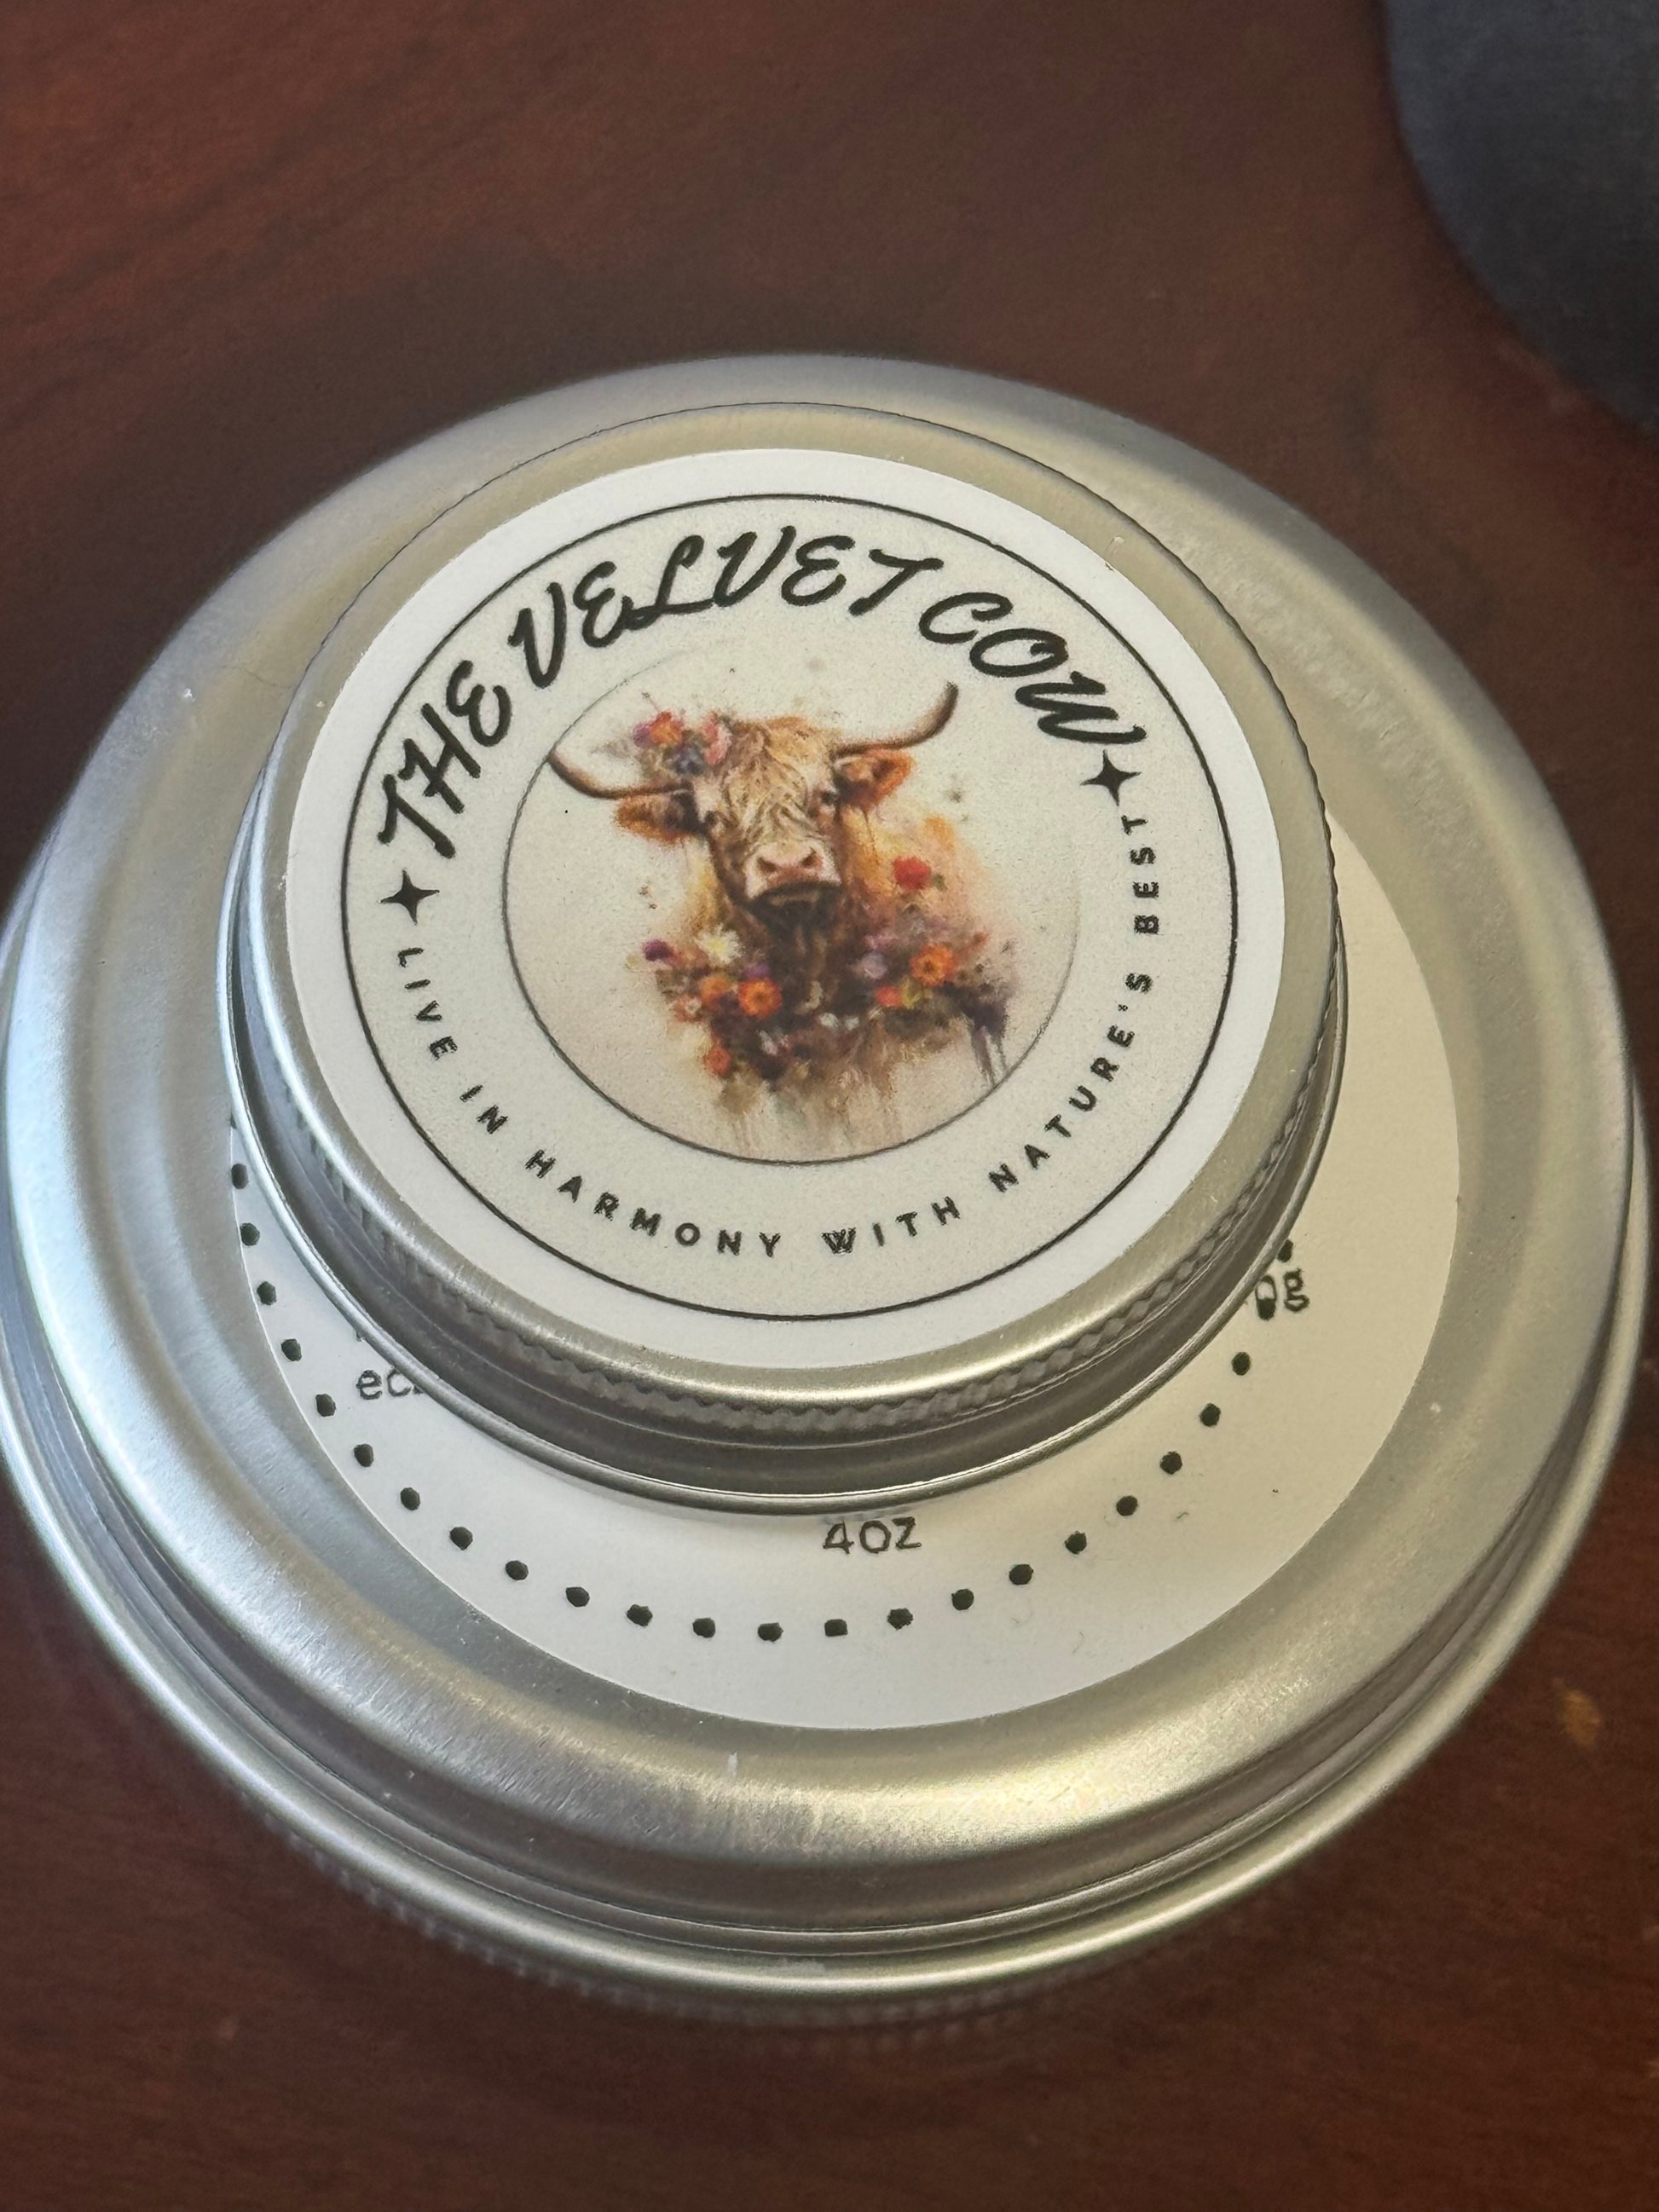 THE VELVET COW
LIVE IN HARMONY WITH NATURE'S BEST
4oz